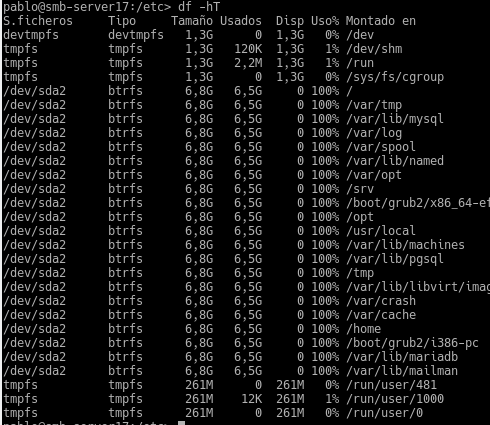 pablo@smb-server17:/etc> df -hT
S.ficheros Tipo Tamaño Usados Disp Uso% Montado en
devtmpfs devtmpfs 1,3G 0 1,3G 0% /dev
tmpfs tmpfs 1,3G 120K 1,3G 1% /dev/shm
tmpfs tmpfs 1,3G 2,2M 1,3G 1% /run
tmpfs tmpfs 1,3G 0 1,3G 0% /sys/fs/cgroup
/dev/sda2 btrfs 6,8G 6,5G 0 100% /
/dev/sda2 btrfs 6,8G 6,5G 0 100% /var/tmp
/dev/sda2 btrfs 6,8G 6,5G 0 100% /var/lib/mysql
/dev/sda2 btrfs 6,8G 6,5G 0 100% /var/log
/dev/sda2 btrfs 6,8G 6,5G 0 100% /var/spool
/dev/sda2 btrfs 6,8G 6,5G 0 100% /var/lib/named
/dev/sda2 btrfs 6,8G 6,5G 0 100% /var/opt
/dev/sda2 btrfs 6,8G 6,5G 0 100% /srv
/dev/sda2 btrfs 6,8G 6,5G 0 100% /boot/grub2/x86_64-ef
/dev/sda2 btrfs 6,8G 6,5G 0 100% /opt
/dev/sda2 btrfs 6,8G 6,5G 0 100% /usr/local
/dev/sda2 btrfs 6,8G 6,5G 0 100% /var/lib/machines
/dev/sda2 btrfs 6,8G 6,5G 0 100% /var/lib/pgsql
/dev/sda2 btrfs 6,8G 6,5G 0 100% /tmp
/dev/sda2 btrfs 6,8G 6,5G 0 100% /var/lib/libvirt/imag
/dev/sda2 btrfs 6,8G 6,5G 0 100% /var/crash
/dev/sda2 btrfs 6,8G 6,5G 0 100% /var/cache
/dev/sda2 btrfs 6,8G 6,5G 0 100% /home
/dev/sda2 btrfs 6,8G 6,5G 0 100% /boot/grub2/i386-pc
/dev/sda2 btrfs 6,8G 6,5G 0 100% /var/lib/mariadb
/dev/sda2 btrfs 6,8G 6,5G 0 100% /var/lib/mailman
tmpfs tmpfs 261M 0 261M 0% /run/user/481
tmpfs tmpfs 261M 12K 261M 1% /run/user/1000
tmpfs tmpfs 261M 0 261M 0% /run/user/0
pablo@smb-server17:/etc>